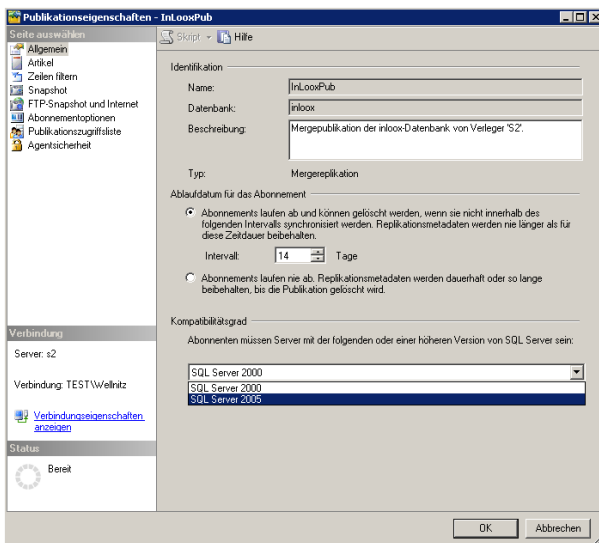 Publikationseigenschaften - InLooxPub
Seite auswählen
Allgemein
Artikel
Zeilen filtern
Snapshot
FTP-Snapshot und Internet
Abonnementoptionen
Publikationszugriffsliste
Agentsicherheit
Skript
Hilfe
Identifikation
Name:
InLooxPub
Datenbank:
inloox
Beschreibung:
Mergepublikation der inloox-Datenbank von Verleger 'S2'.
Typ:
Mergereplikation
Ablaufdatum für das Abonnement
Abonnements laufen ab und können gelöscht werden, wenn sie nicht innerhalb des
folgenden Intervalls synchronisiert werden. Replikationsmetadaten werden nie länger als für
diese Zeitdauer beibehalten.
Intervall:
14
Tage
Abonnements laufen nie ab. Replikationsmetadaten werden dauerhaft oder so lange
beibehalten, bis die Publikation gelöscht wird.
Kompatibilitätsgrad
Abonnenten müssen Server mit der folgenden oder einer höheren Version von SQL Server sein:
SQL Server 2000
SQL Server 2000
SQL Server 2005
Verbindung
Server: s2
Verbindung: TEST\Wellnitz
Verbindungseigenschaften
anzeigen
Status
Bereit
OK
Abbrechen